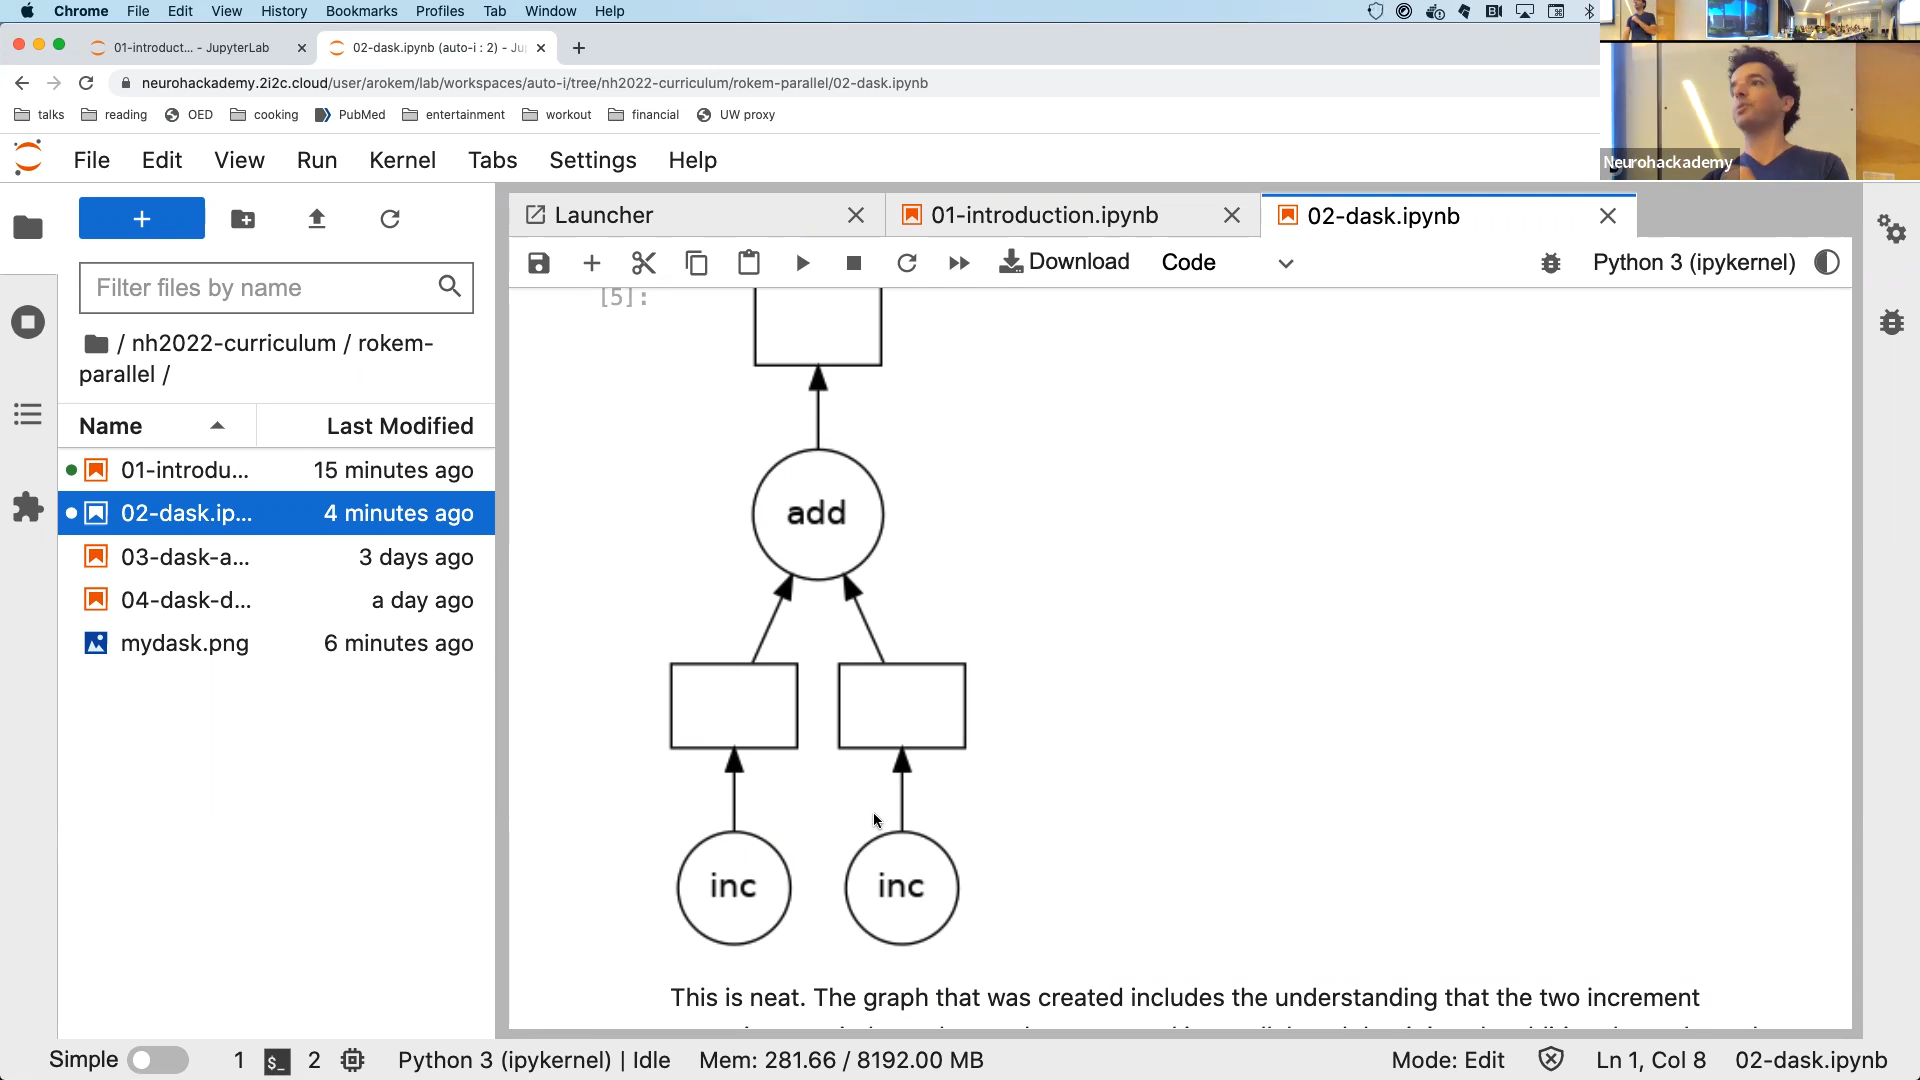 Chrome File Edit View History Bookmarks Profiles Tab Window Help
01-introduct... - JupyterLab
02-dask.ipynb (auto-i : 2) - Ju
neurohackademy.2i2c.cloud/user/arokem/lab/workspaces/auto-i/tree/nh2022-curriculum/rokem-parallel/02-dask.ipynb
talks reading OED cooking PubMed entertainment workout financial UW proxy
Neurohackademy
File Edit View Run Kernel Tabs Settings Help
Launcher
01-introduction.ipynb
02-dask.ipynb
Download Code Python 3 (ipykernel)
Filter files by name
/ nh2022-curriculum / rokem-
parallel /
Name Last Modified
01-introdu... 15 minutes ago
02-dask.ip... 4 minutes ago
03-dask-a... 3 days ago
04-dask-d... a day ago
mydask.png 6 minutes ago
[5]:
add
inc inc
This is neat. The graph that was created includes the understanding that the two increment
Simple 1 $_ 2 Python 3 (ipykernel) | Idle Mem: 281.66 / 8192.00 MB Mode: Edit Ln 1, Col 8 02-dask.ipynb